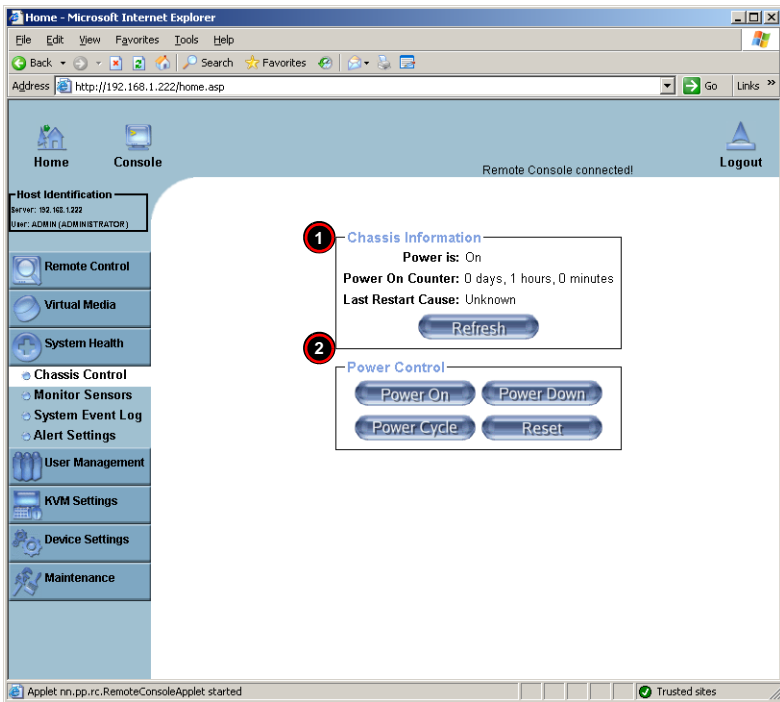 Home - Microsoft Internet Explorer
File Edit View Favorites Tools Help
Back Search Favorites
Address http://192.168.1.222/home.asp Go Links »
Home Console Remote Console connected! Logout
Host Identification
Server: 192.168.1.222
User: ADMIN (ADMINISTRATOR)
Remote Control
Virtual Media
System Health
Chassis Control
Monitor Sensors
System Event Log
Alert Settings
User Management
KVM Settings
Device Settings
Maintenance
1 Chassis Information
Power is: On
Power On Counter: 0 days, 1 hours, 0 minutes
Last Restart Cause: Unknown
Refresh
2 Power Control
Power On Power Down
Power Cycle Reset
Applet nn.pp.rc.RemoteConsoleApplet started Trusted sites